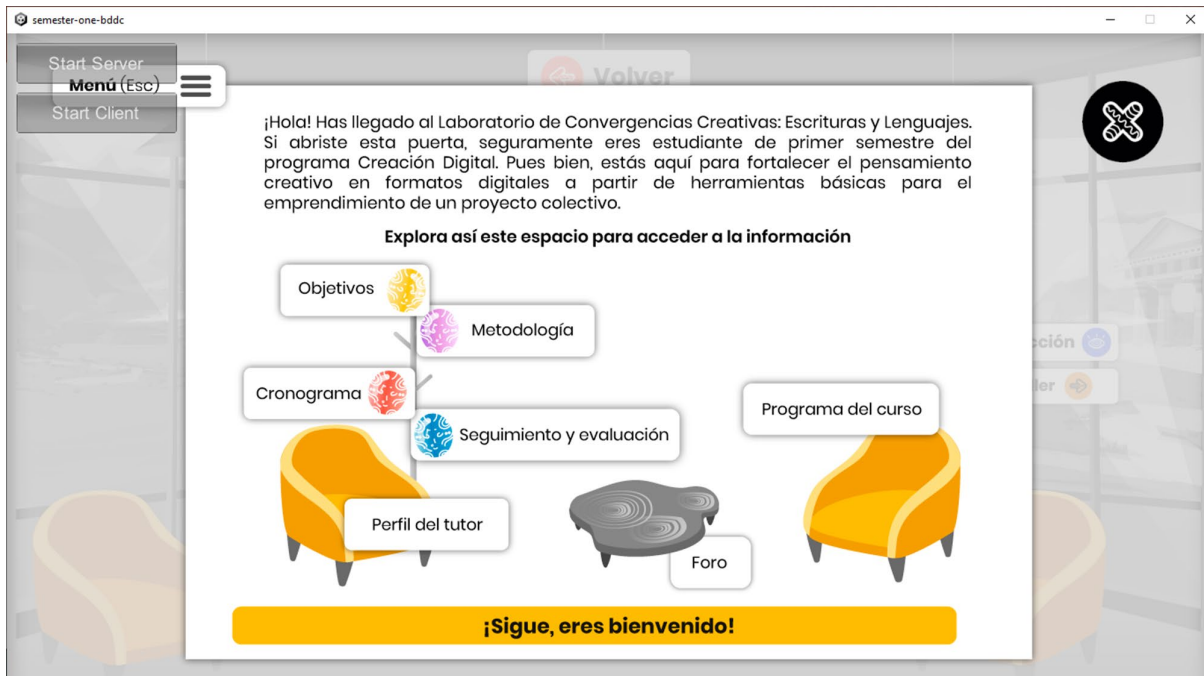 semester-one-bddc
Start Server
Menú (Esc)
Start Client
Volver
¡Hola! Has llegado al Laboratorio de Convergencias Creativas: Escrituras y Lenguajes.
Si abriste esta puerta, seguramente eres estudiante de primer semestre del
programa Creación Digital. Pues bien, estás aquí para fortalecer el pensamiento
creativo en formatos digitales a partir de herramientas básicas para el
emprendimiento de un proyecto colectivo.
Explora así este espacio para acceder a la información
Objetivos
Metodología
Cronograma
Seguimiento y evaluación
Programa del curso
Perfil del tutor
Foro
¡Sigue, eres bienvenido!